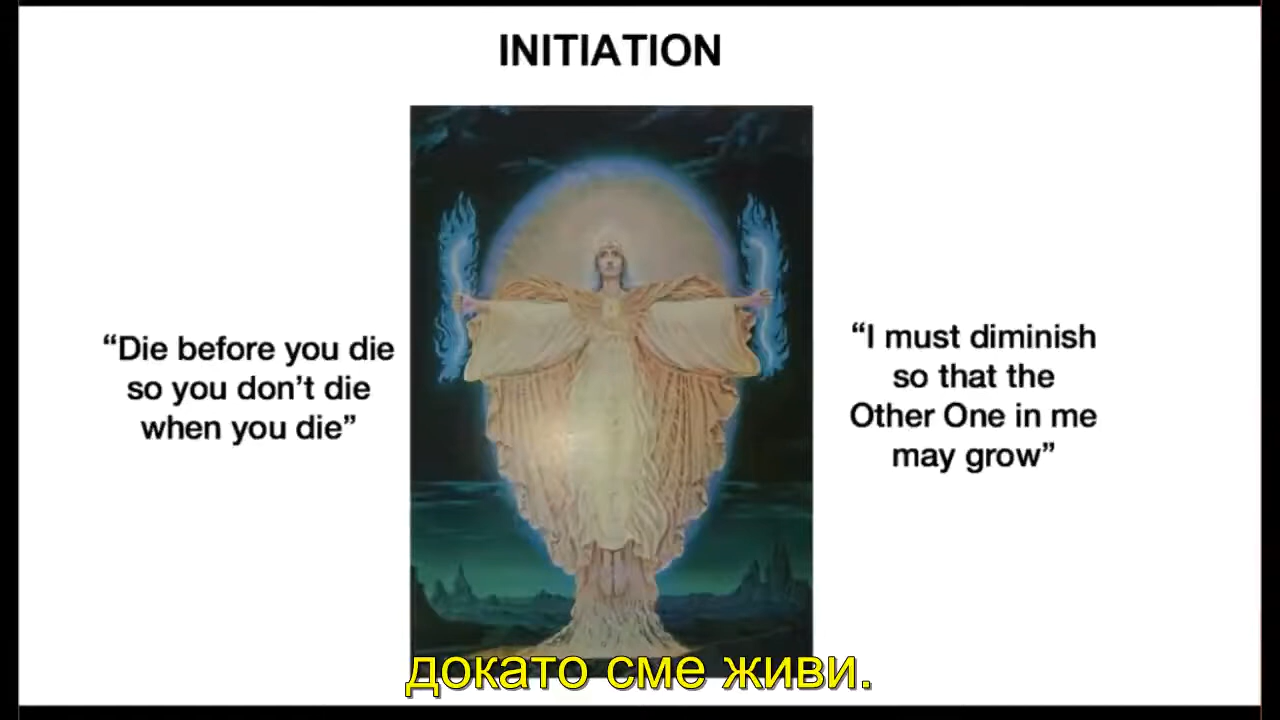 INITIATION
“Die before you die
so you don’t die
when you die”
“I must diminish
so that the
Other One in me
may grow”
докато сме живи.